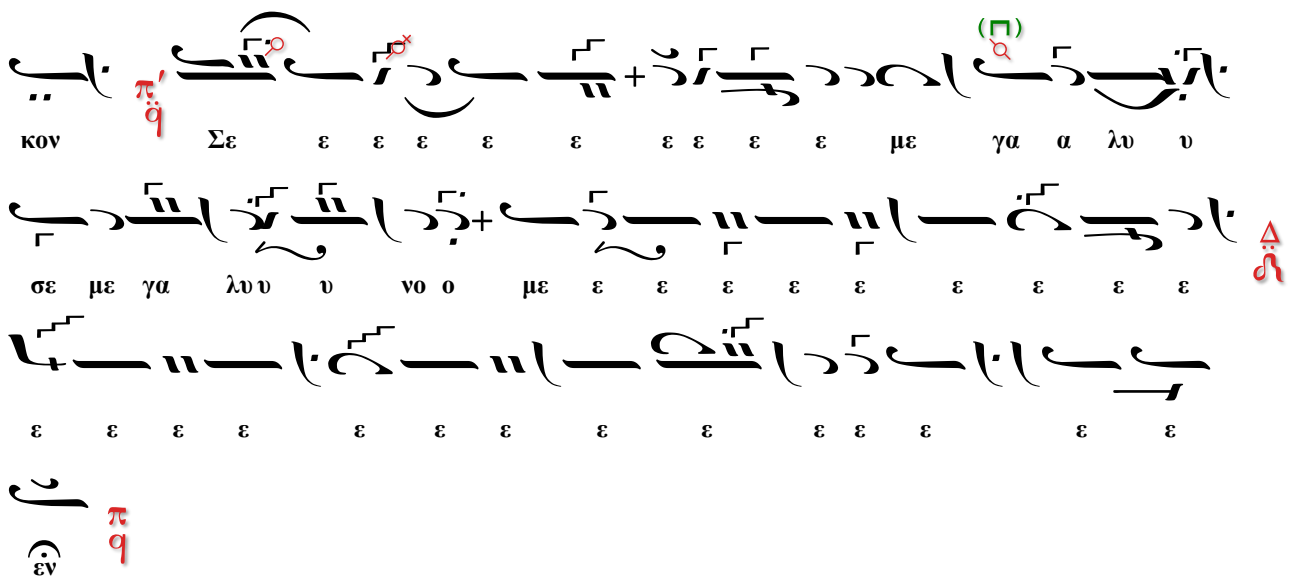 κον π΄ q Σε ε ε ε ε ε ε ε ε ε με (Π) γα α λυ υ
σε με γα λυ υ υ νο ο με ε ε ε ε ε ε ε ε ε Δ
ε ε ε ε ε ε ε ε ε ε ε ε ε ε
εν π q